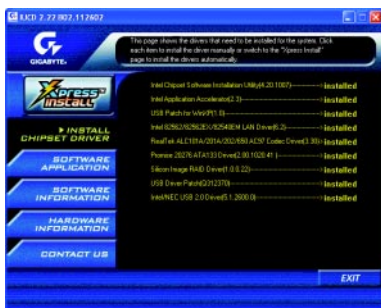 IUCD 2.22 B02.112602
GIGABYTE
This page shows the drivers that need to be installed for the system. Click
each item to install the driver manually or switch to the "Xpress Install"
page to install the drivers automatically.
Xpress
INSTALL
INSTALL
CHIPSET DRIVER
SOFTWARE
APPLICATION
SOFTWARE
INFORMATION
HARDWARE
INFORMATION
CONTACT US
Intel Chipset Software Installation Utility(4.20.1007) installed
Intel Application Accelerator(2.3) installed
USB Patch for WinXP(1.0) installed
Intel 82562/82562EX/82540EM LAN Driver(6.2) installed
RealTek ALC101A/201A/202/650 AC97 Codec Driver(3.30) installed
Promise 20276 ATA133 Driver(2.00.1020.41) installed
Silicon Image RAID Driver(1.0.0.22) installed
USB Driver Patch(Q312370) installed
Intel/NEC USB 2.0 Driver(5.1.2600.0) installed
EXIT